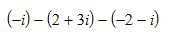 (−i) − (2 + 3i) − (−2 − i)